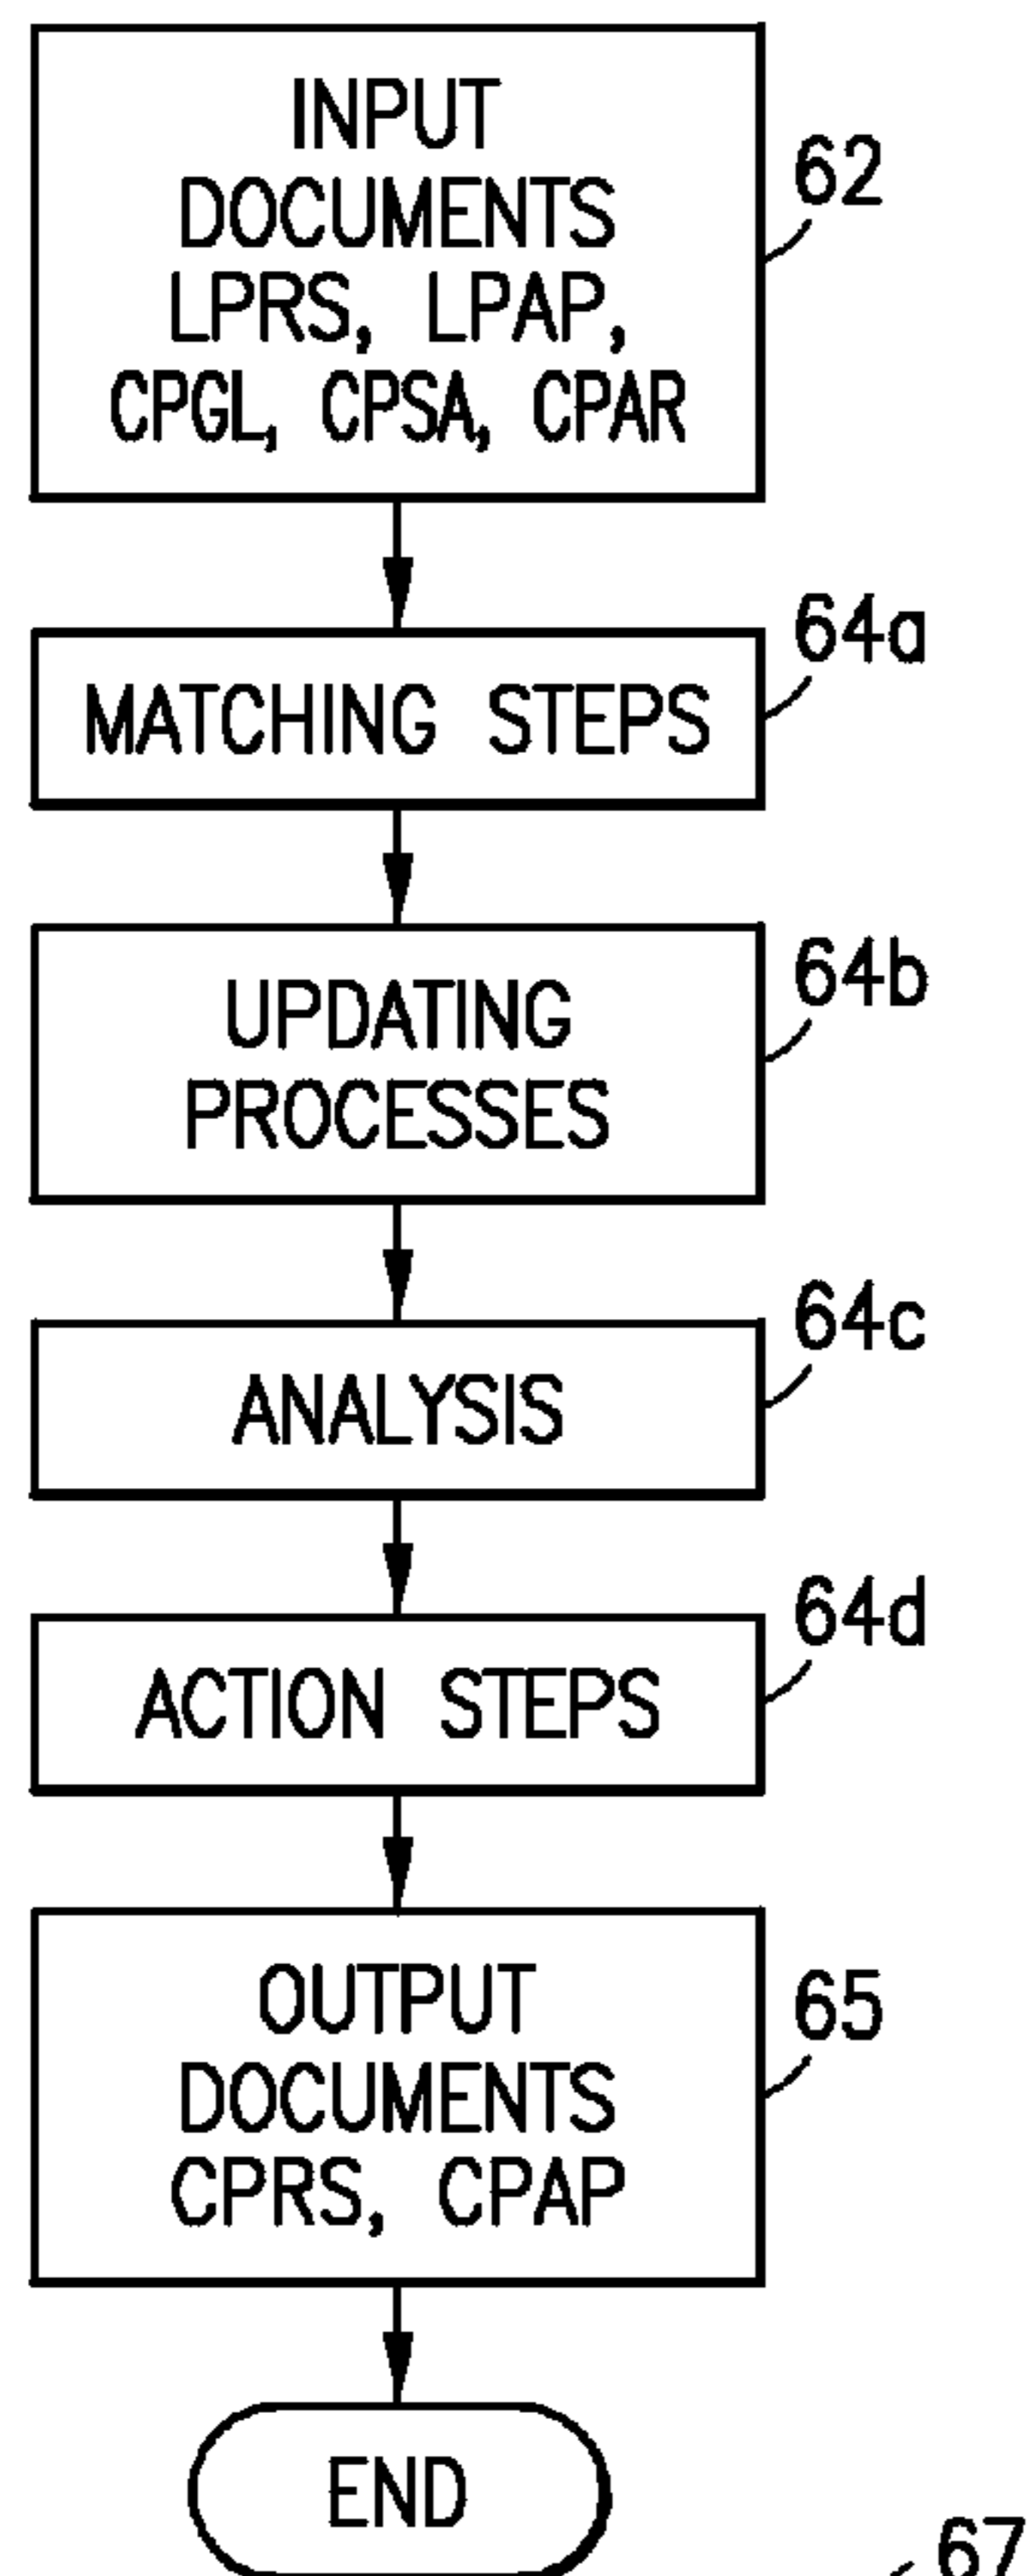 INPUT
DOCUMENTS
LPRS, LPAP,
CPGL, CPSA, CPAR
62
64a
MATCHING STEPS
64b
UPDATING
PROCESSES
64c
ANALYSIS
64d
ACTION STEPS
OUTPUT
DOCUMENTS
CPRS, CPAP
65
END
67